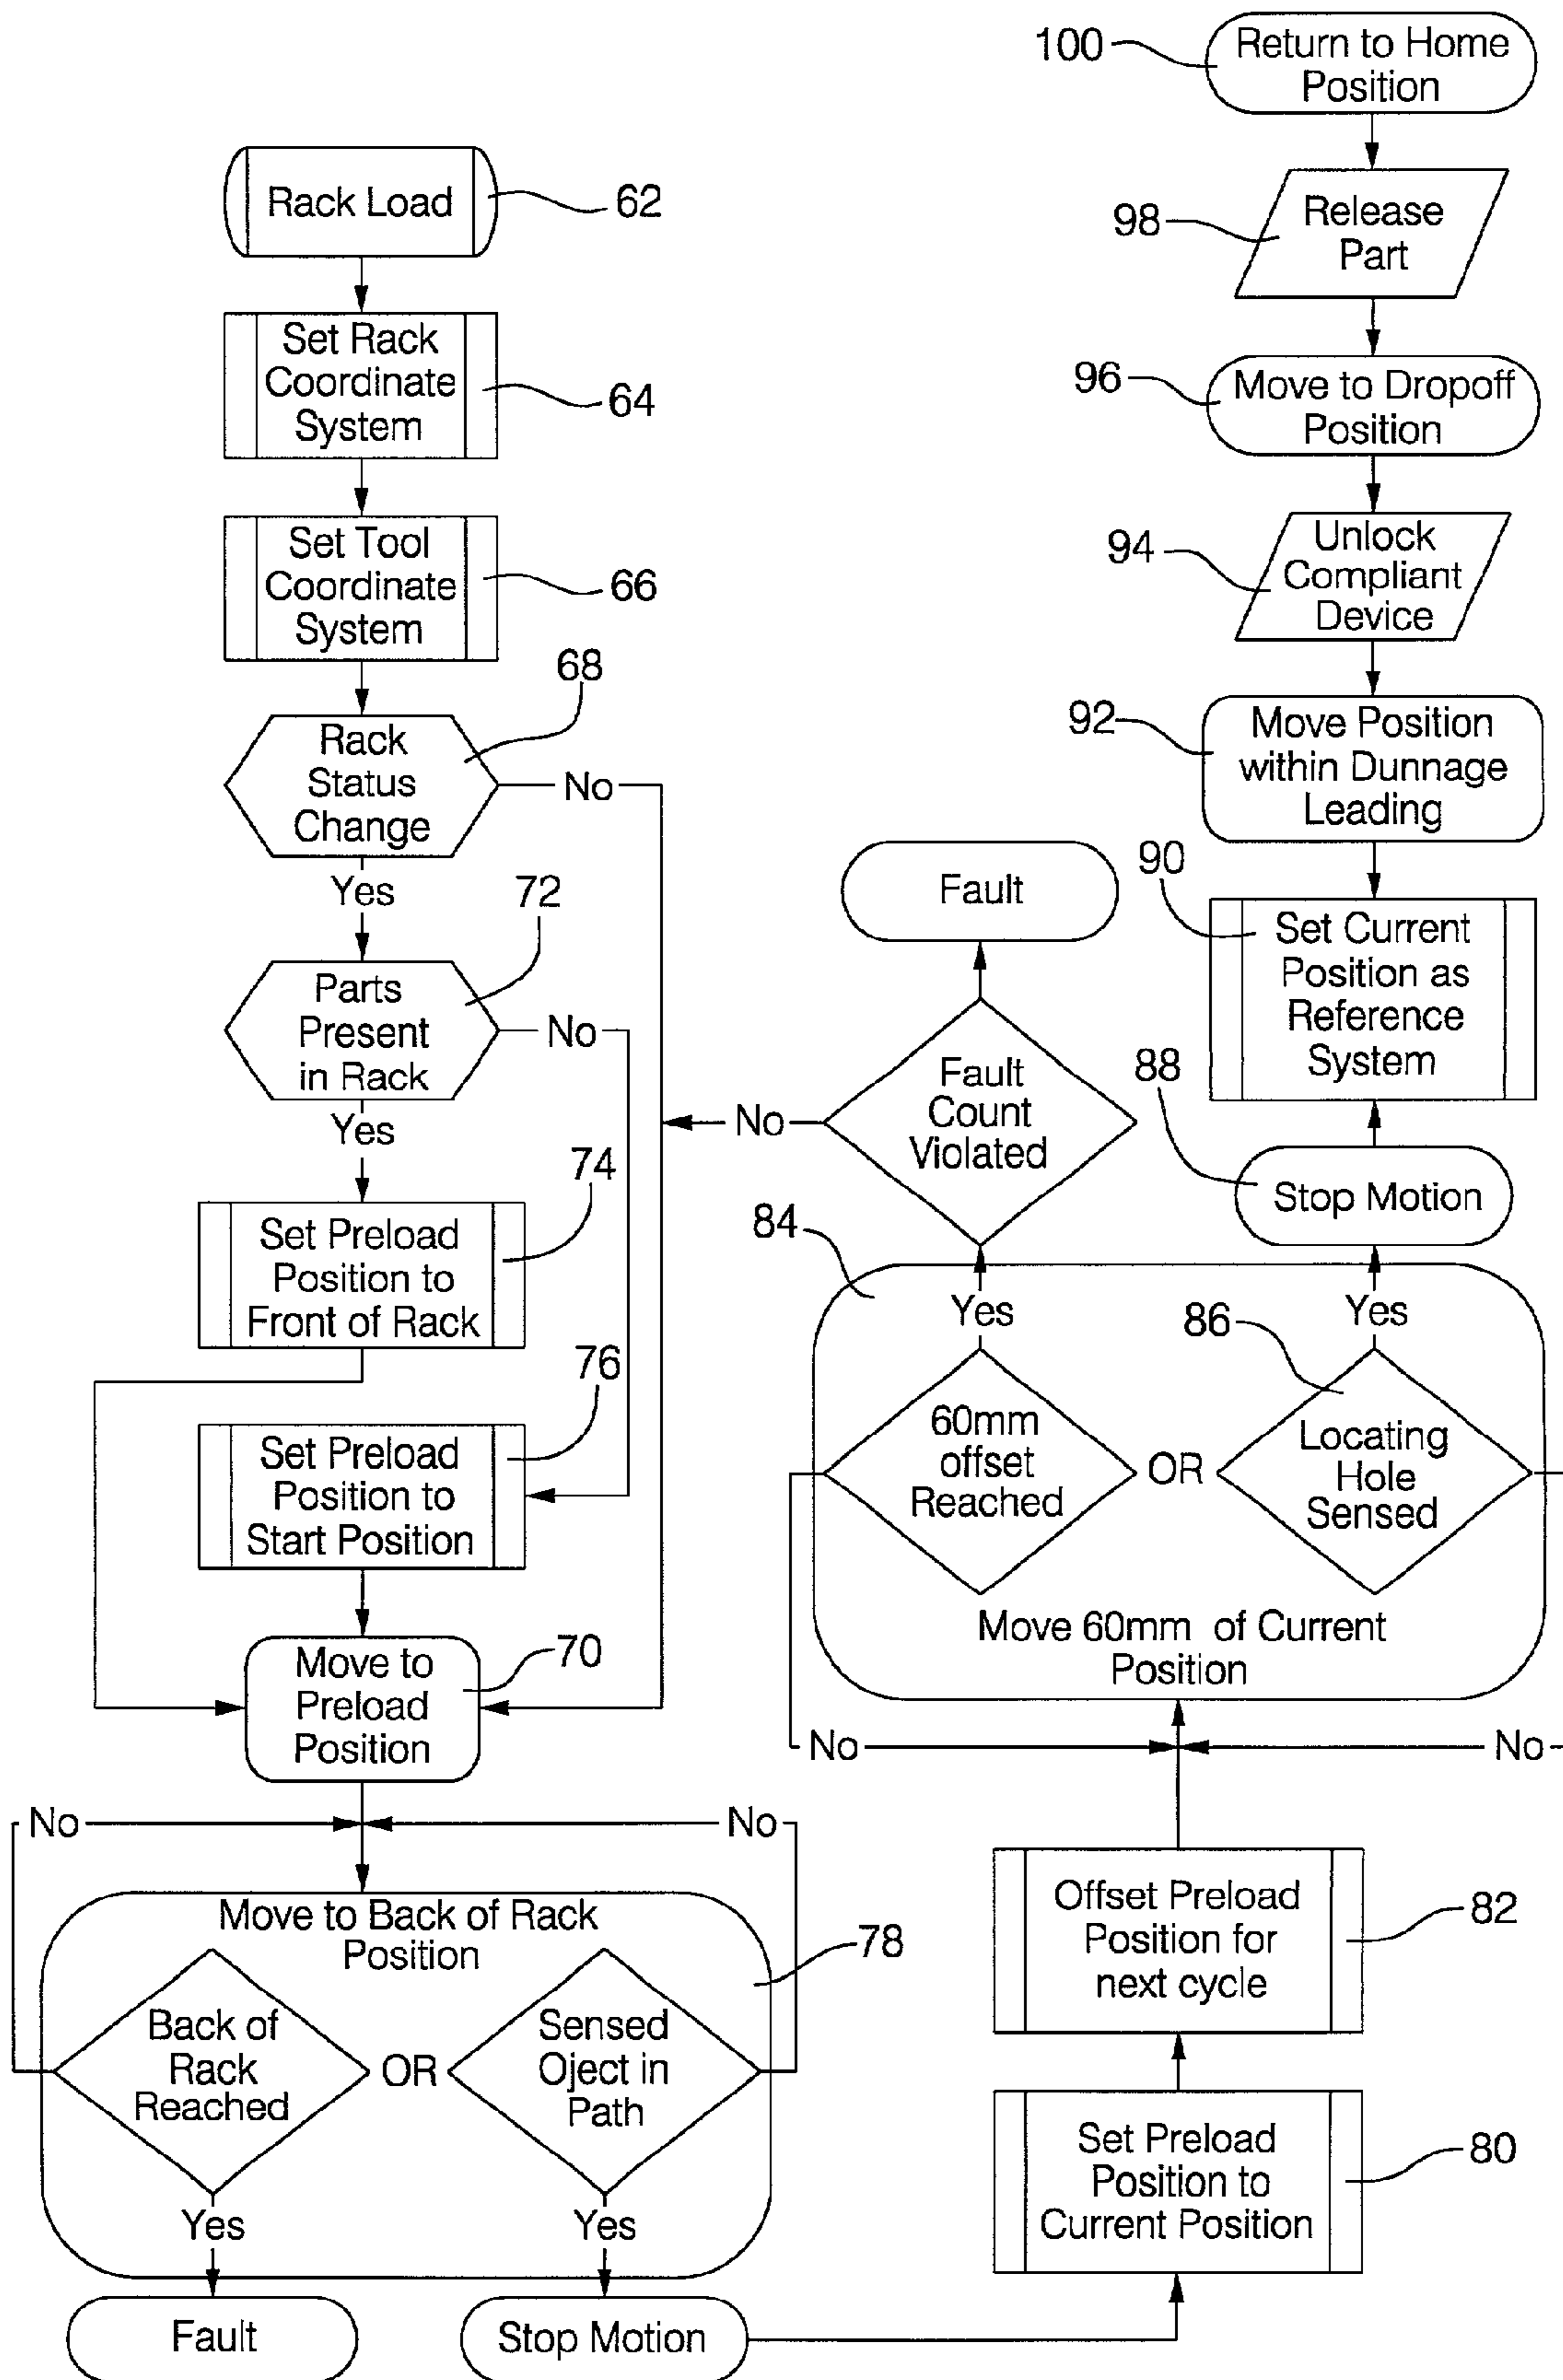 Rack Load
62
Set Rack
Coordinate
System
64
Set Tool
Coordinate
System
66
68
Rack
Status
Change
No
Yes
72
Parts
Present
in Rack
No
Yes
74
Set Preload
Position to
Front of Rack
76
Set Preload
Position to
Start Position
Move to
Preload
Position
70
No
No
Move to Back of Rack
Position
78
Back of
Rack
Reached
OR
Sensed
Oject in
Path
Yes
Yes
Fault
Stop Motion
100
Return to Home
Position
98
Release
Part
96
Move to Dropoff
Position
94
Unlock
Compliant
Device
92
Move Position
within Dunnage
Leading
90
Set Current
Position as
Reference
System
88
Stop Motion
Fault
Fault
Count
Violated
No
84
Yes
86
Yes
60mm
offset
Reached
OR
Locating
Hole
Sensed
Move 60mm of Current
Position
No
No
Offset Preload
Position for
next cycle
82
Set Preload
Position to
Current Position
80